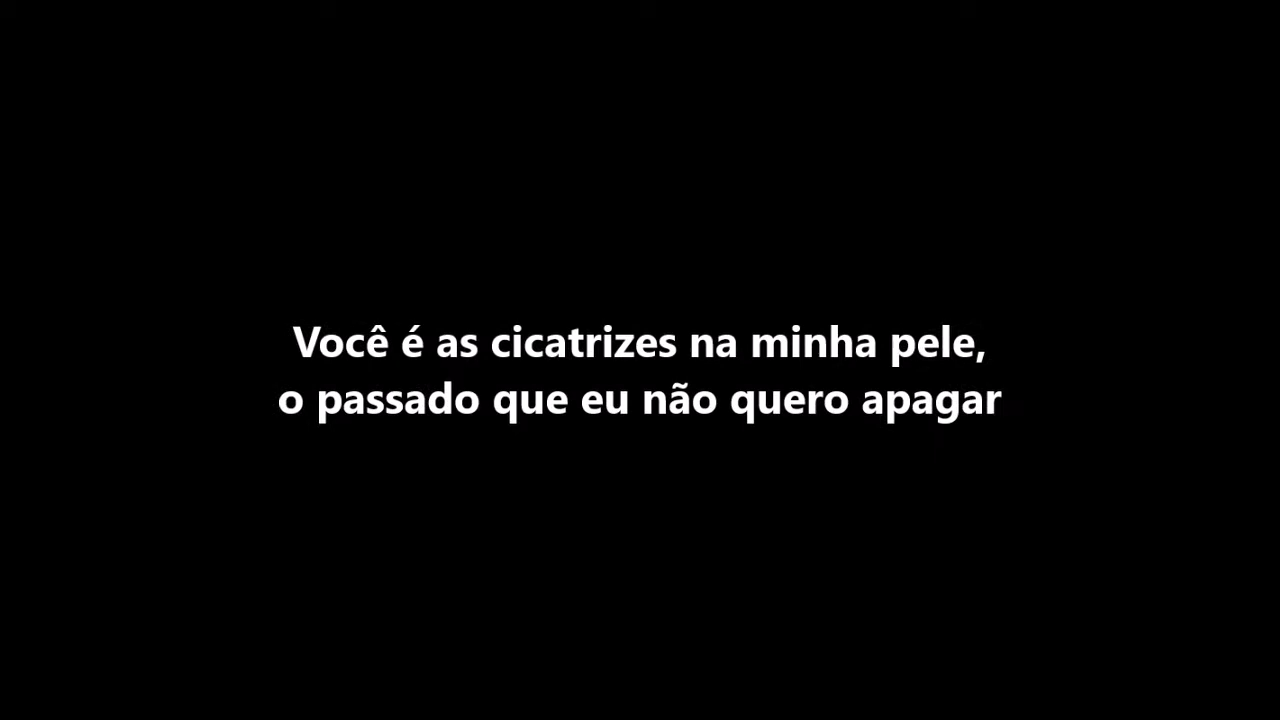 Você é as cicatrizes na minha pele,
o passado que eu não quero apagar